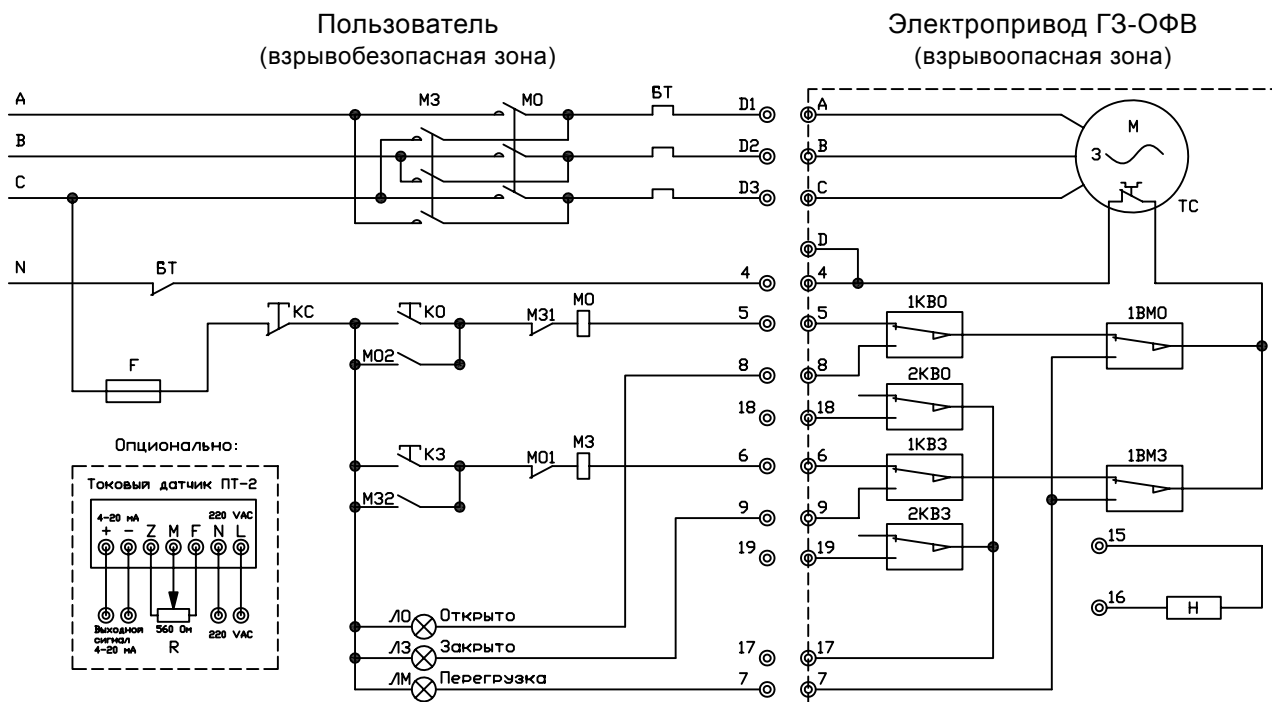 Пользователь
(взрывобезопасная зона)
Электропривод ГЗ-ОФВ
(взрывоопасная зона)
A
МЗ
МО
БТ
D1
A
B
D2
B
C
D3
C
М
3
ТС
D
N
БТ
4
4
КС
КО
МЗ1
МО
5
5
1КВО
1ВМО
МО2
F
8
8
2КВО
18
18
Опционально:
КЗ
МО1
МЗ
6
6
1КВЗ
1ВМЗ
МЗ2
9
9
2КВЗ
19
19
15
16
Н
Токовый датчик ПТ-2
4-20 мА
220 VAC
+ - Z M F N L
Выходной
сигнал
4-20 мА
560 Ом
R
220 VAC
ЛО Открыто
ЛЗ Закрыто
17
17
ЛМ Перегрузка
7
7